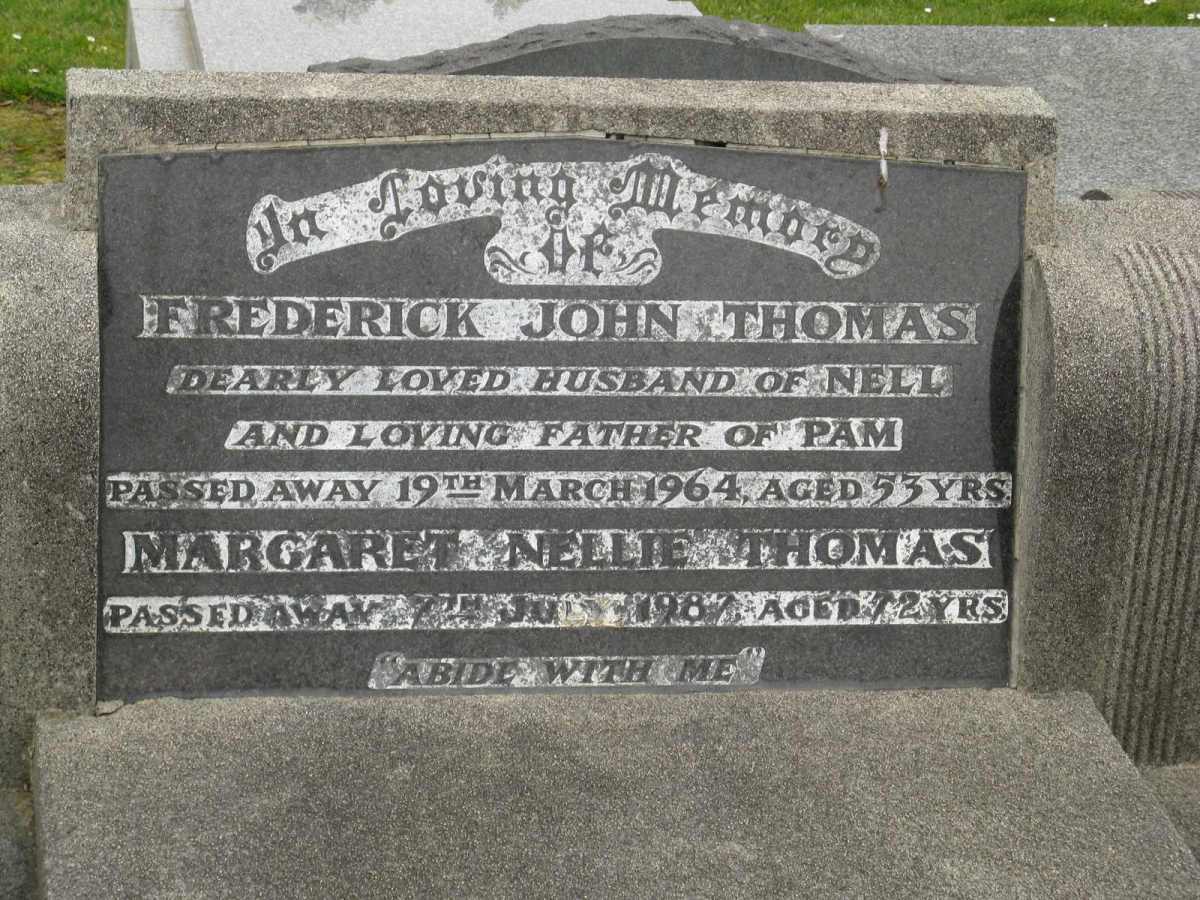 In Loving Memory
Of
FREDERICK JOHN THOMAS
DEARLY LOVED HUSBAND OF NELL
AND LOVING FATHER OF PAM
PASSED AWAY 19TH MARCH 1964, AGED 53 YRS
MARGARET NELLIE THOMAS
PASSED AWAY 7TH JULY 1987, AGED 72 YRS
"ABIDE WITH ME"